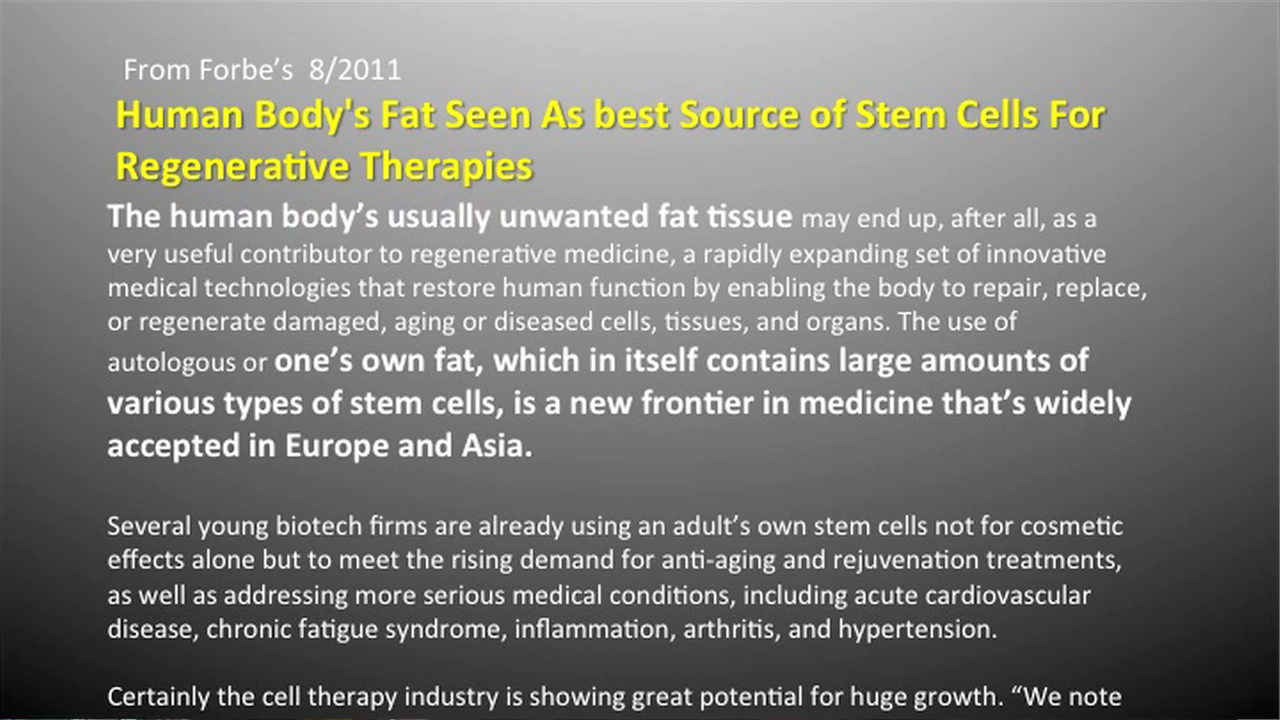 From Forbe’s  8/2011
Human Body's Fat Seen As best Source of Stem Cells For
Regenerative Therapies
The human body’s usually unwanted fat tissue may end up, after all, as a
very useful contributor to regenerative medicine, a rapidly expanding set of innovative
medical technologies that restore human function by enabling the body to repair, replace,
or regenerate damaged, aging or diseased cells, tissues, and organs. The use of
autologous or one’s own fat, which in itself contains large amounts of
various types of stem cells, is a new frontier in medicine that’s widely
accepted in Europe and Asia.
Several young biotech firms are already using an adult’s own stem cells not for cosmetic
effects alone but to meet the rising demand for anti-aging and rejuvenation treatments,
as well as addressing more serious medical conditions, including acute cardiovascular
disease, chronic fatigue syndrome, inflammation, arthritis, and hypertension.
Certainly the cell therapy industry is showing great potential for huge growth. “We note